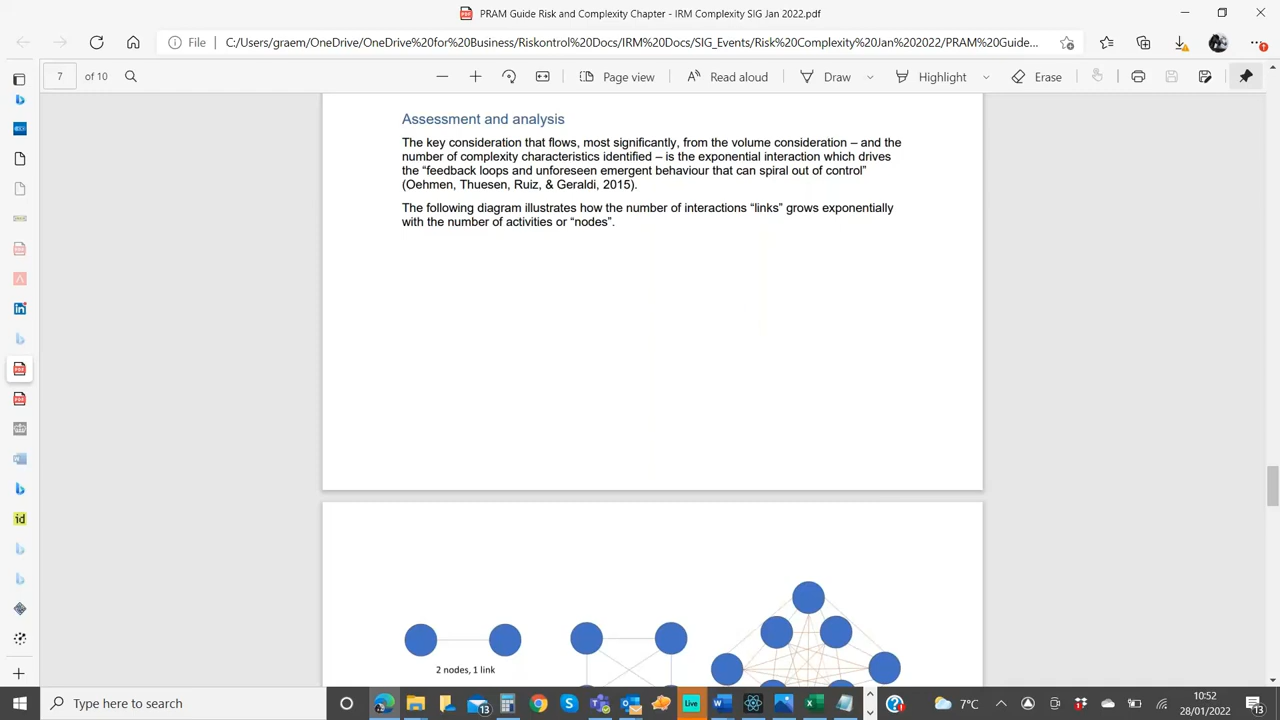 PRAM Guide Risk and Complexity Chapter - IRM Complexity SIG Jan 2022.pdf
File C:/Users/graem/OneDrive/OneDrive%20for%20Business/Riskontrol%20Docs/IRM%20Docs/SIG_Events/Risk%20Complexity%20Jan%202022/PRAM%20Guide...
7 of 10 Page view Read aloud Draw Highlight Erase
Assessment and analysis
The key consideration that flows, most significantly, from the volume consideration – and the
number of complexity characteristics identified – is the exponential interaction which drives
the “feedback loops and unforeseen emergent behaviour that can spiral out of control”
(Oehmen, Thuesen, Ruiz, & Geraldi, 2015).
The following diagram illustrates how the number of interactions “links” grows exponentially
with the number of activities or “nodes”.
2 nodes, 1 link
Type here to search
13
Live
7°C
10:52
28/01/2022
13